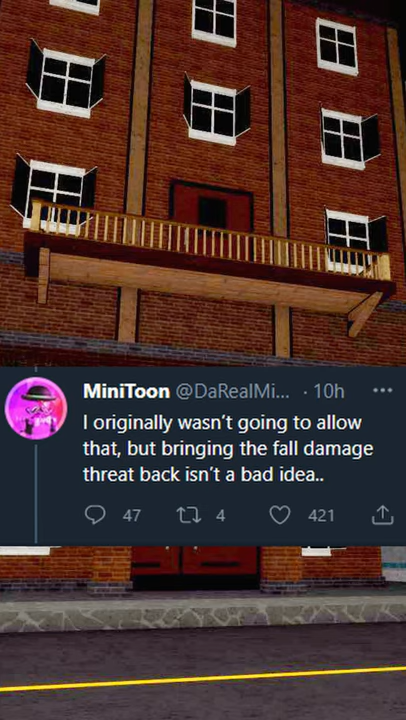 MiniToon @DaRealMi... · 10h
I originally wasn't going to allow
that, but bringing the fall damage
threat back isn't a bad idea..
47 4 421